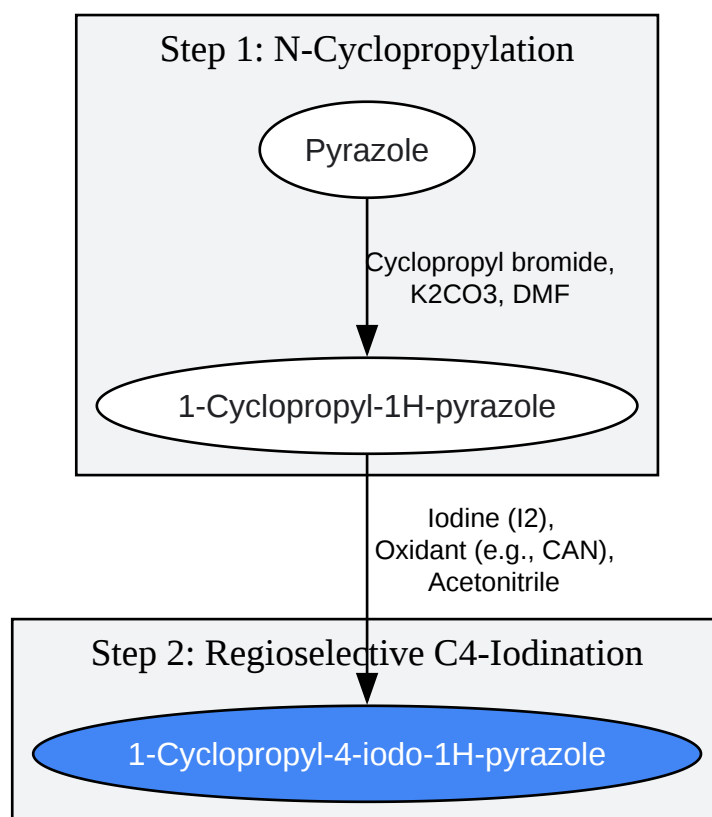 Step 1: N-Cyclopropylation
Pyrazole
Cyclopropyl bromide,
K2CO3, DMF
1-Cyclopropyl-1H-pyrazole
Iodine (I2),
Oxidant (e.g., CAN),
Acetonitrile
Step 2: Regioselective C4-Iodination
1-Cyclopropyl-4-iodo-1H-pyrazole